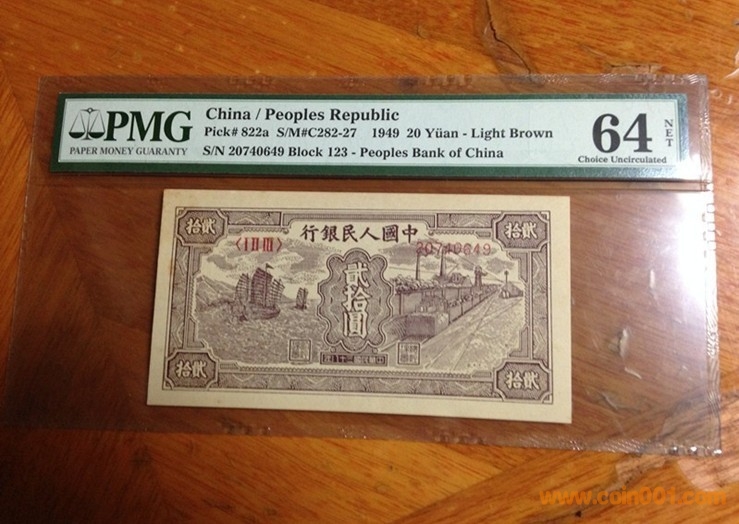 PMG
PAPER MONEY GUARANTY
China / Peoples Republic
Pick# 822a S/M#C282-27 1949 20 Yüan - Light Brown
S/N 20740649 Block 123 - Peoples Bank of China
64 NET
Choice Uncirculated
拾貳
行銀民人國中
拾貳
〈I II III〉
20740649
貳拾圓
拾貳
拾貳
www.coin001.com